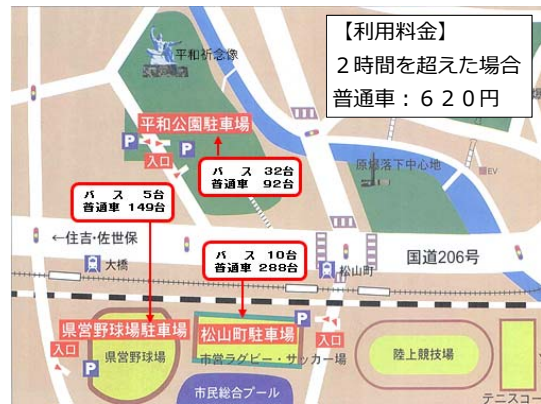 【利用料金】
２時間を超えた場合
普通車：６２０円
平和祈念像
平和公園駐車場
P
P
入口
バス 32台
普通車 92台
原爆落下中心地
EV
バス 5台
普通車 149台
←住吉・佐世保
バス 10台
普通車 288台
国道206号
大橋
松山町
P
県営野球場駐車場
松山町駐車場
入口
入口
県営野球場
市営ラグビー・サッカー場
陸上競技場
P
市民総合プール
テニスコー